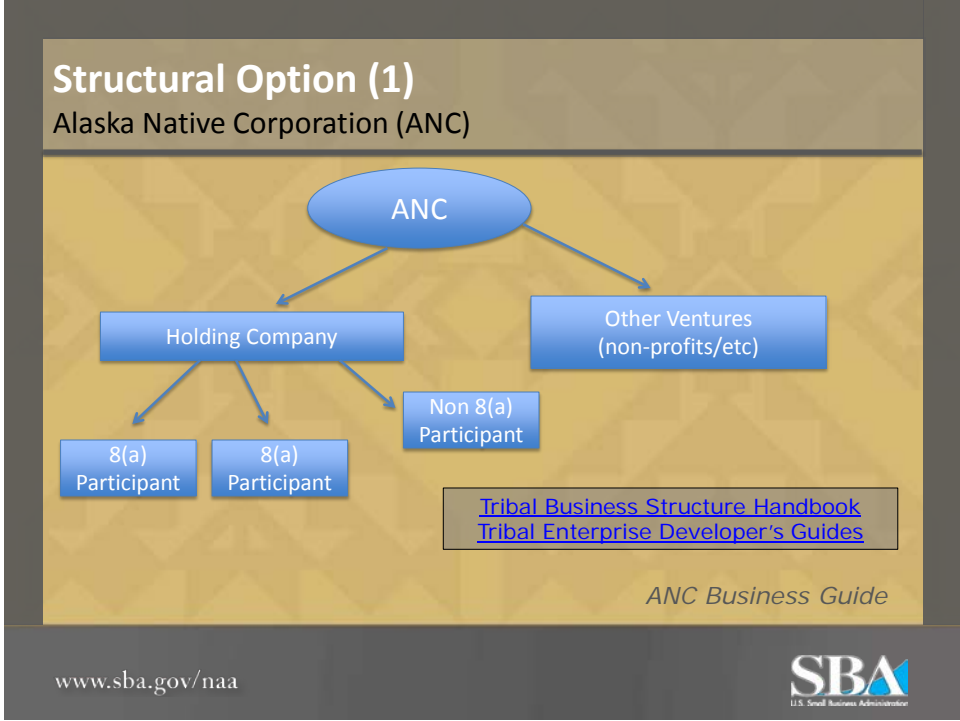 Structural Option (1)
Alaska Native Corporation (ANC)
ANC
Holding Company
Other Ventures
(non-profits/etc)
Non 8(a)
Participant
8(a)
Participant
8(a)
Participant
Tribal Business Structure Handbook
Tribal Enterprise Developer's Guides
ANC Business Guide
www.sba.gov/naa
SBA
U.S. Small Business Administration